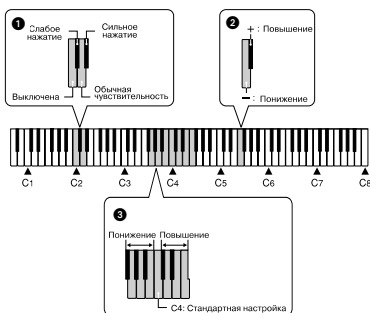 1
Слабое нажатие
Сильное нажатие
Выключена
Обычная чувствительность
2
+ : Повышение
− : Понижение
C1 C2 C3 C4 C5 C6 C7 C8
3
Понижение Повышение
C4: Стандартная настройка